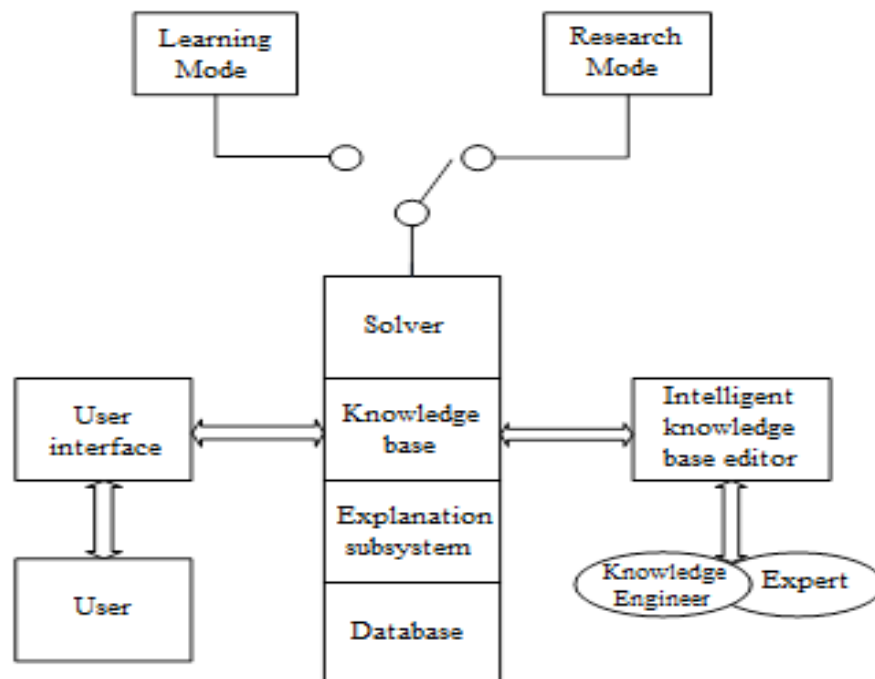 Learning
Mode
Research
Mode
Solver
User
interface
Knowledge
base
Intelligent
knowledge
base editor
Explanation
subsystem
User
Knowledge
Engineer
Expert
Database